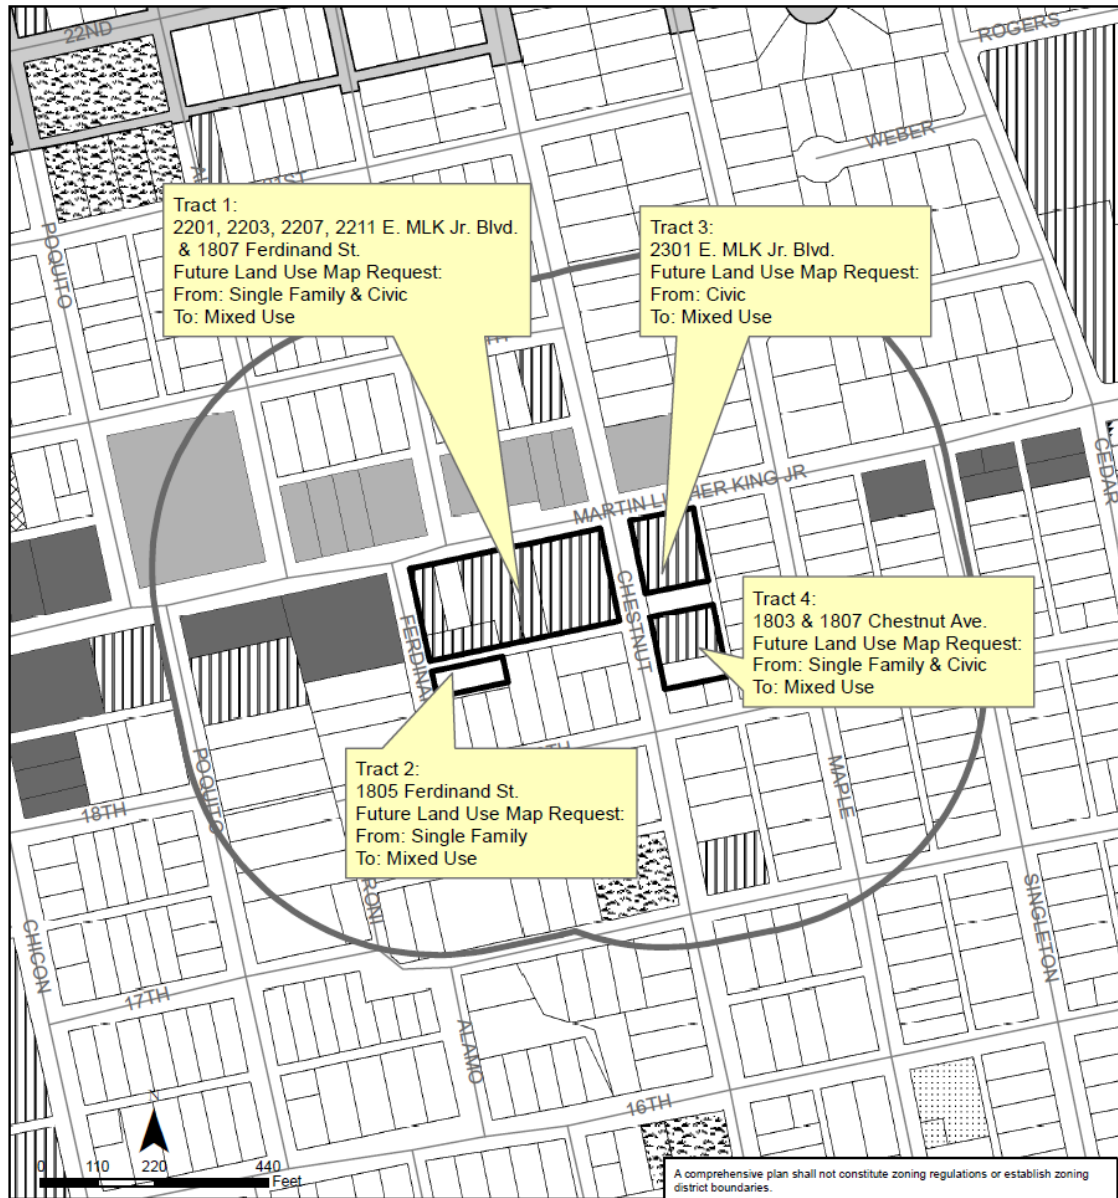 22ND
ROGERS
WEBER
Tract 1:
2201, 2203, 2207, 2211 E. MLK Jr. Blvd.
& 1807 Ferdinand St.
Future Land Use Map Request:
From: Single Family & Civic
To: Mixed Use
Tract 3:
2301 E. MLK Jr. Blvd.
Future Land Use Map Request:
From: Civic
To: Mixed Use
POQUITO
CEDAR
MARTIN LUTHER KING JR
CHESTNUT
Tract 4:
1803 & 1807 Chestnut Ave.
Future Land Use Map Request:
From: Single Family & Civic
To: Mixed Use
POQUITO
MAPLE
18TH
Tract 2:
1805 Ferdinand St.
Future Land Use Map Request:
From: Single Family
To: Mixed Use
SINGLETON
CHICON
17TH
ALAMO
16TH
N
0 110 220 440
Feet
A comprehensive plan shall not constitute zoning regulations or establish zoning
district boundaries.